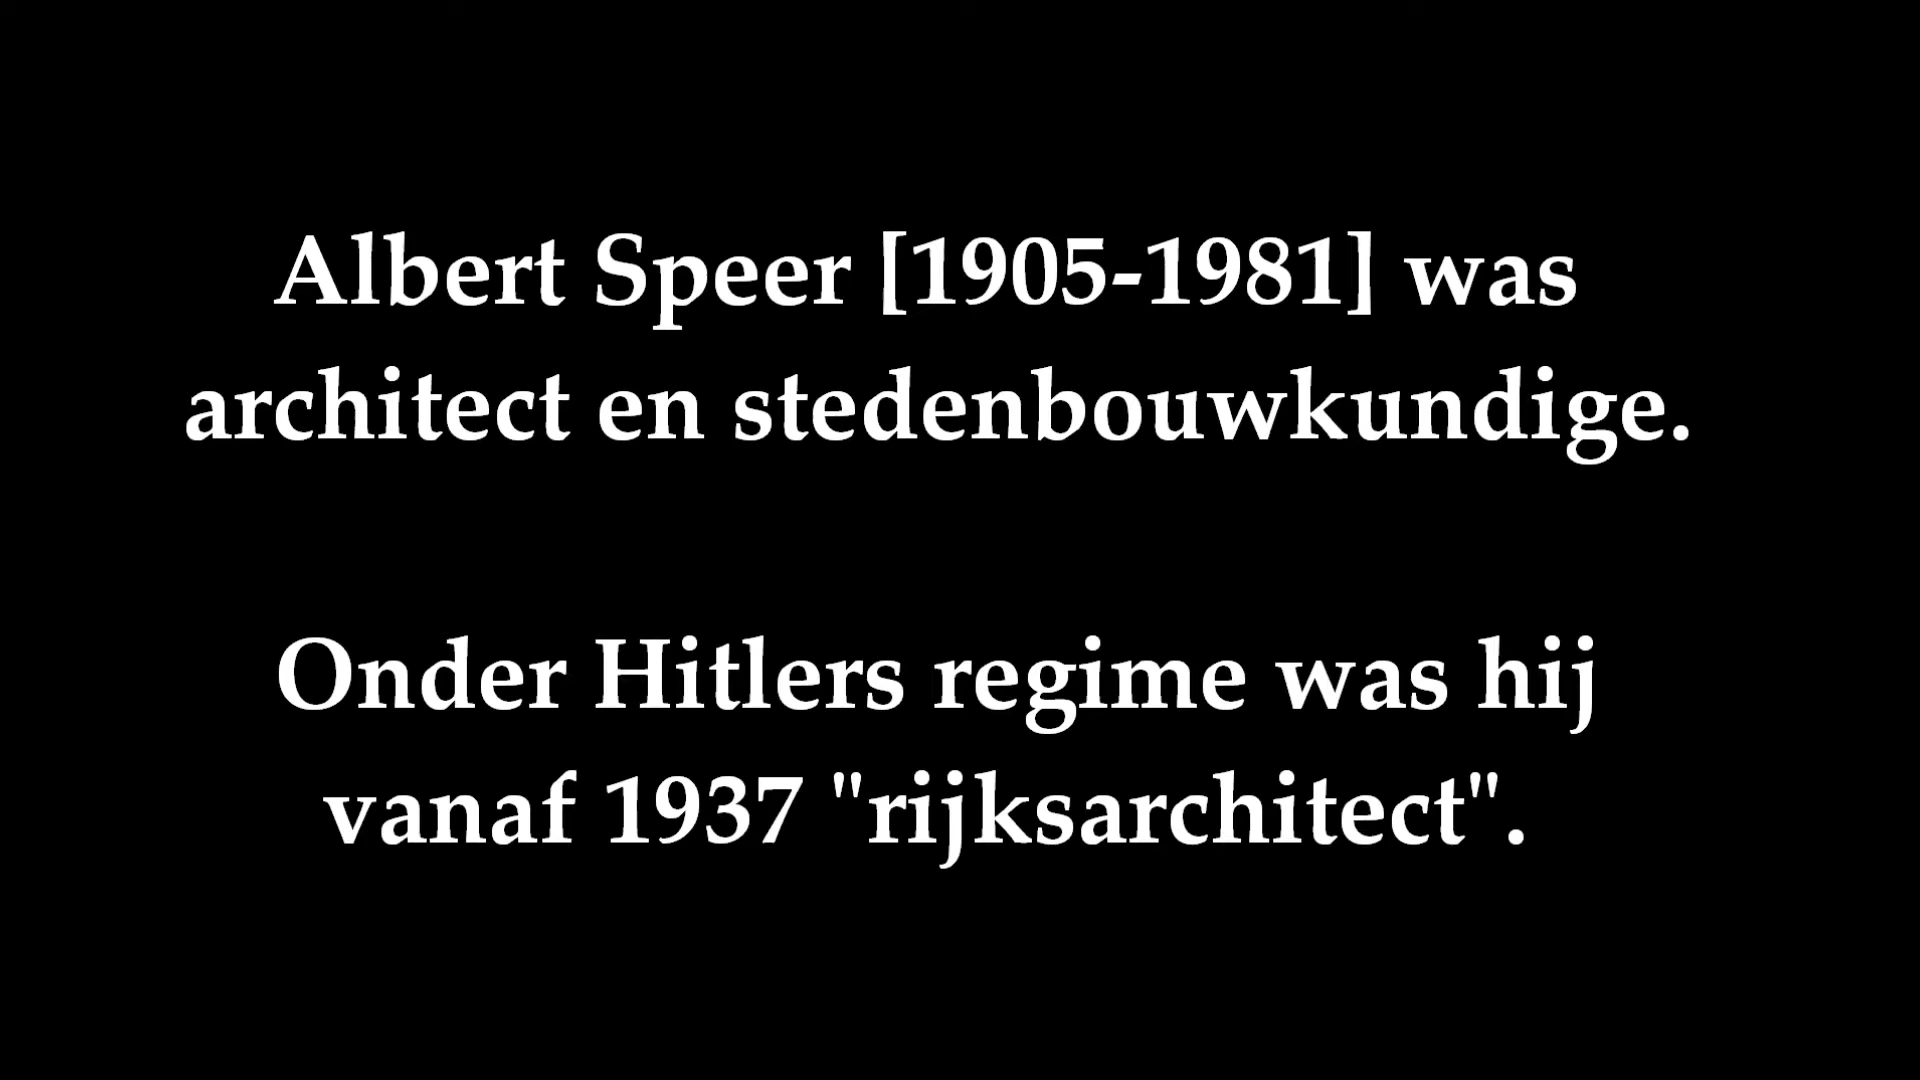 Albert Speer [1905-1981] was
architect en stedenbouwkundige.
Onder Hitlers regime was hij
vanaf 1937 "rijksarchitect".